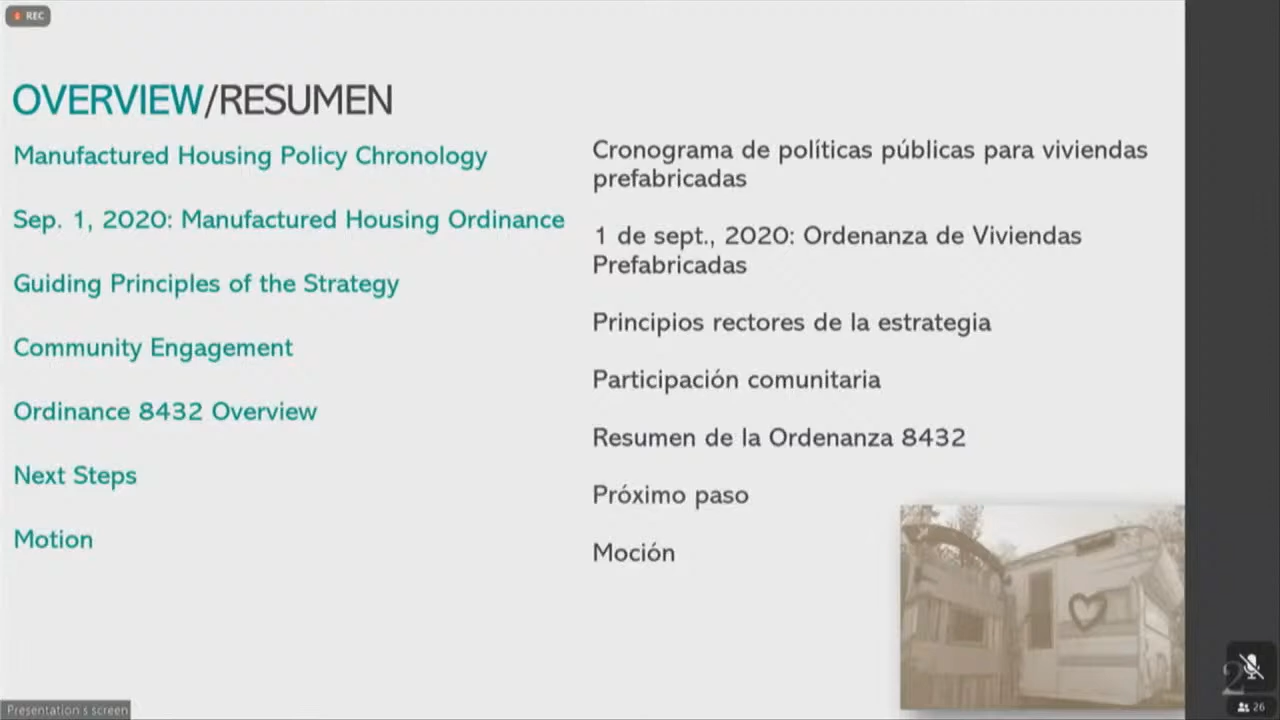 REC
OVERVIEW/RESUMEN
Manufactured Housing Policy Chronology
Sep. 1, 2020: Manufactured Housing Ordinance
Guiding Principles of the Strategy
Community Engagement
Ordinance 8432 Overview
Next Steps
Motion
Cronograma de políticas públicas para viviendas
prefabricadas
1 de sept., 2020: Ordenanza de Viviendas
Prefabricadas
Principios rectores de la estrategia
Participación comunitaria
Resumen de la Ordenanza 8432
Próximo paso
Moción
2
26
Presentation's screen